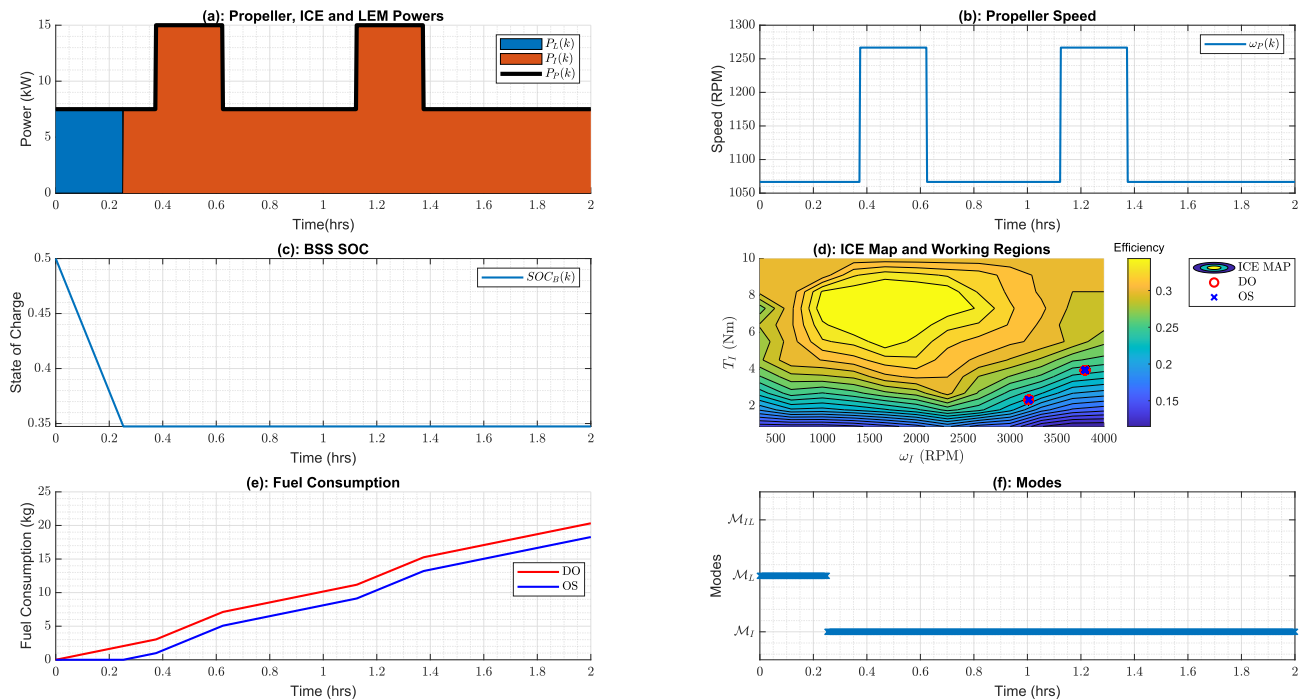 (a): Propeller, ICE and LEM Powers
15
10
5
0
Power (kW)
P_L(k)
P_I(k)
P_P(k)
0 0.2 0.4 0.6 0.8 1 1.2 1.4 1.6 1.8 2
Time(hrs)
(b): Propeller Speed
1300
1250
1200
1150
1100
1050
Speed (RPM)
ω_P(k)
0 0.2 0.4 0.6 0.8 1 1.2 1.4 1.6 1.8 2
Time (hrs)
(c): BSS SOC
0.5
0.45
0.4
0.35
State of Charge
SOC_B(k)
0 0.2 0.4 0.6 0.8 1 1.2 1.4 1.6 1.8 2
Time (hrs)
(d): ICE Map and Working Regions
10
8
6
4
2
T_I (Nm)
500 1000 1500 2000 2500 3000 3500 4000
ω_I (RPM)
Efficiency
0.3
0.25
0.2
0.15
ICE MAP
DO
OS
(e): Fuel Consumption
25
20
15
10
5
0
Fuel Consumption (kg)
DO
OS
0 0.2 0.4 0.6 0.8 1 1.2 1.4 1.6 1.8 2
Time (hrs)
(f): Modes
M_IL
M_L
M_I
Modes
0 0.2 0.4 0.6 0.8 1 1.2 1.4 1.6 1.8 2
Time (hrs)